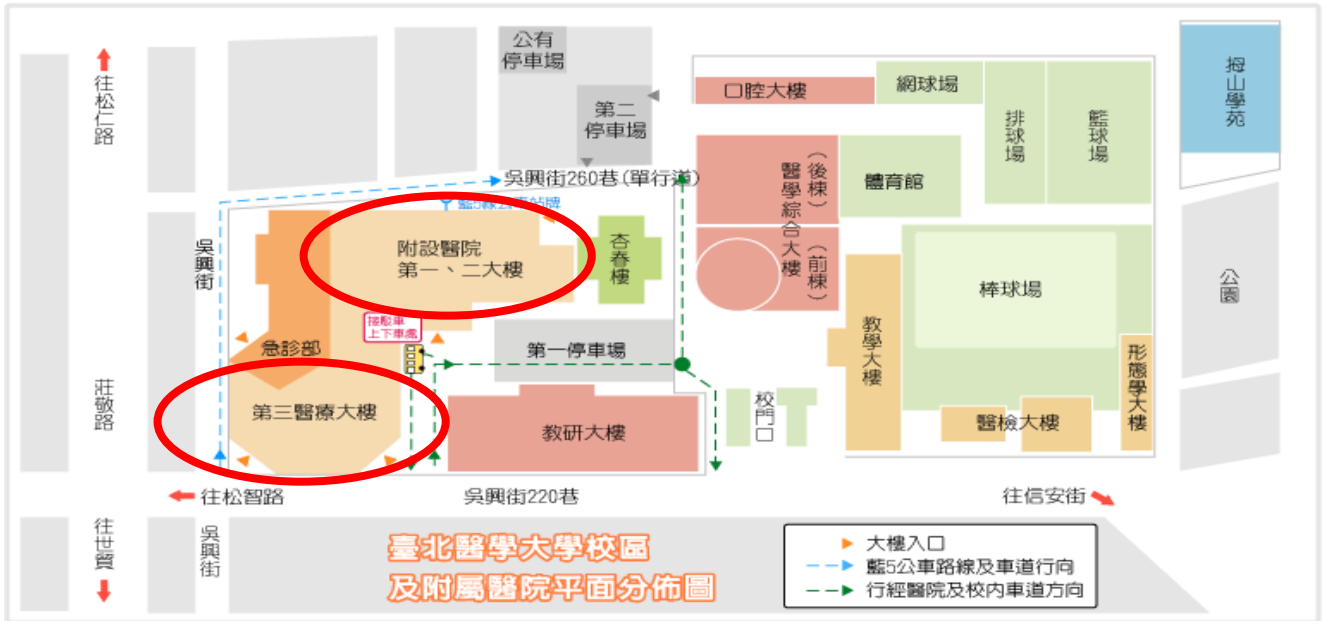 往松仁路
公有
停車場
第二
停車場
口腔大樓
網球場
排球場
籃球場
拇山學苑
吳興街260巷(單行道)
藍5線公車站牌
醫學綜合大樓
(後棟)
(前棟)
體育館
吳興街
附設醫院
第一、二大樓
杏春樓
棒球場
公園
接駁車
上下車處
急診部
第一停車場
教學大樓
形態學大樓
莊敬路
第三醫療大樓
教研大樓
校門口
醫檢大樓
往松智路
吳興街220巷
往信安街
往世貿
吳興街
臺北醫學大學校區
及附屬醫院平面分佈圖
大樓入口
藍5公車路線及車道行向
行經醫院及校內車道方向